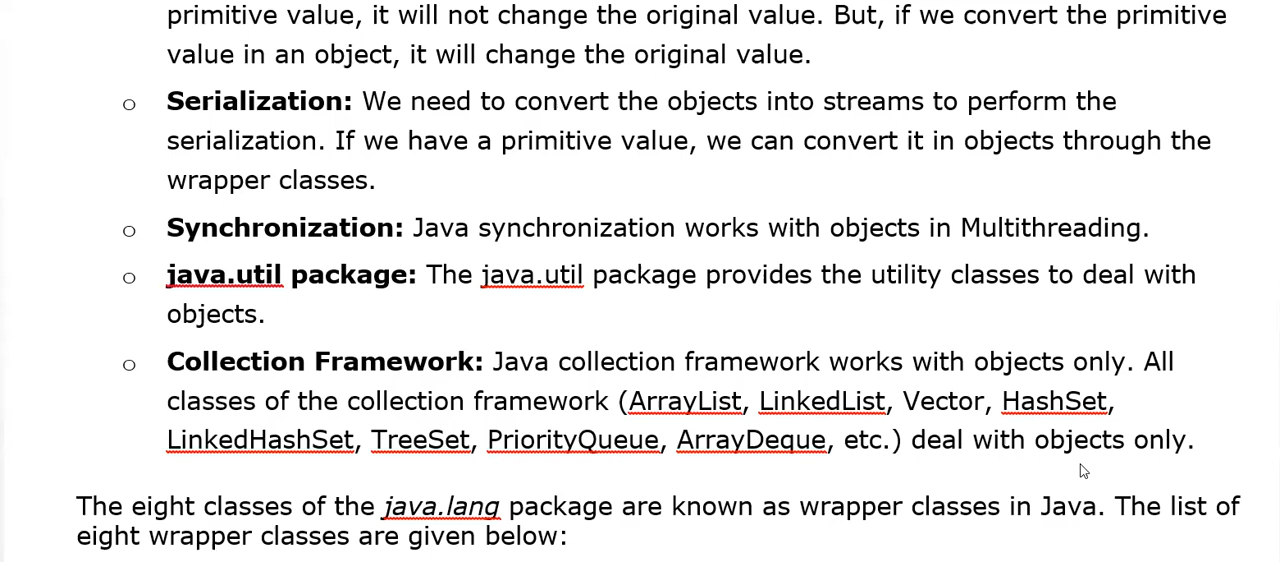 primitive value, it will not change the original value. But, if we convert the primitive
value in an object, it will change the original value.
o Serialization: We need to convert the objects into streams to perform the
serialization. If we have a primitive value, we can convert it in objects through the
wrapper classes.
o Synchronization: Java synchronization works with objects in Multithreading.
o java.util package: The java.util package provides the utility classes to deal with
objects.
o Collection Framework: Java collection framework works with objects only. All
classes of the collection framework (ArrayList, LinkedList, Vector, HashSet,
LinkedHashSet, TreeSet, PriorityQueue, ArrayDeque, etc.) deal with objects only.
The eight classes of the java.lang package are known as wrapper classes in Java. The list of
eight wrapper classes are given below: